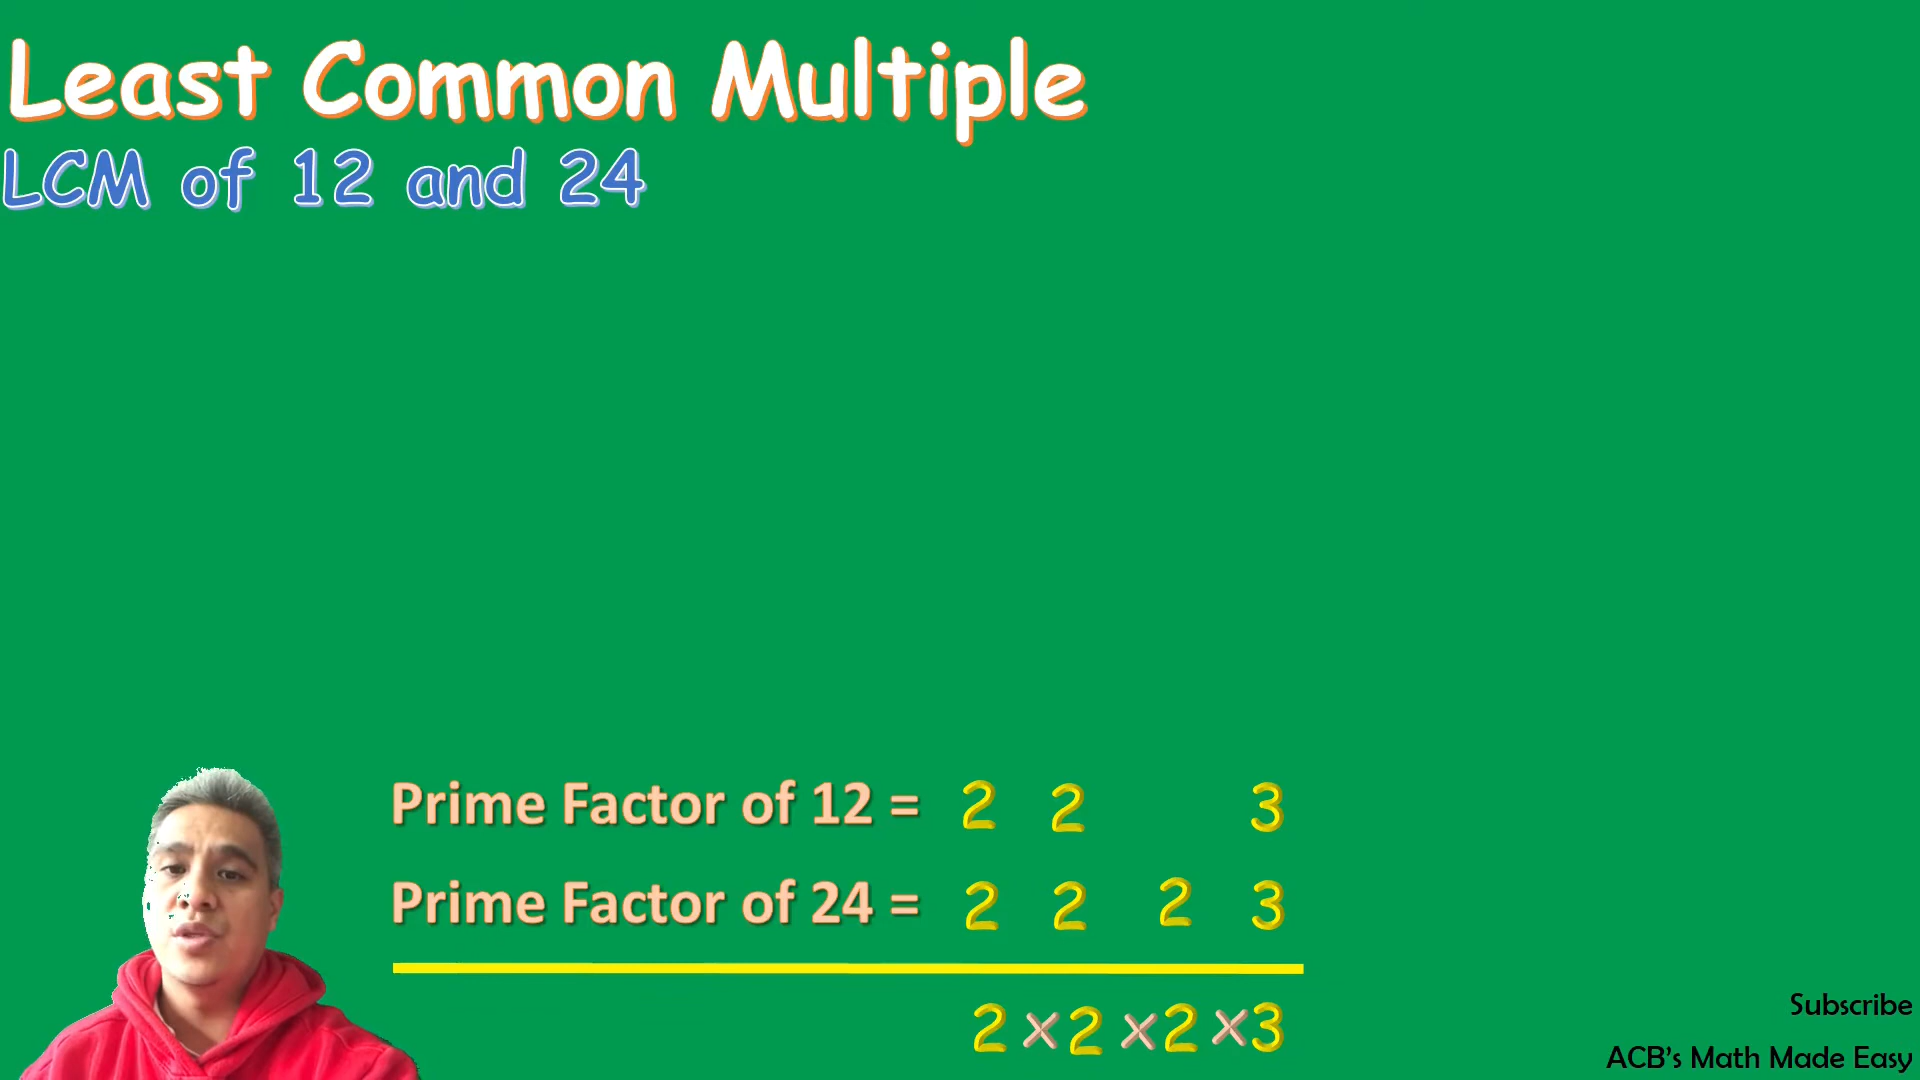 Least Common Multiple
LCM of 12 and 24
Prime Factor of 12 = 2 2 3
Prime Factor of 24 = 2 2 2 3
2 × 2 × 2 × 3
Subscribe
ACB's Math Made Easy